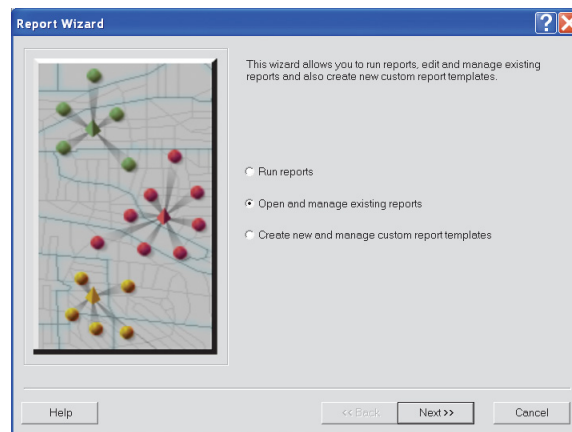 Report Wizard
This wizard allows you to run reports, edit and manage existing
reports and also create new custom report templates.
Run reports
Open and manage existing reports
Create new and manage custom report templates
Help
<< Back
Next >>
Cancel